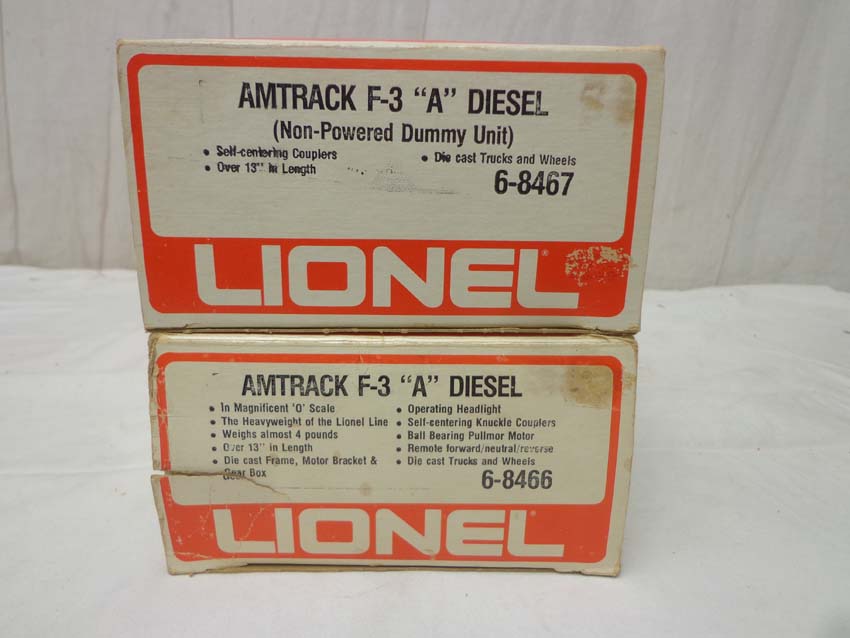 AMTRACK F-3 "A" DIESEL
(Non-Powered Dummy Unit)
• Self-centering Couplers
• Over 13" in Length
• Die cast Trucks and Wheels
6-8467
LIONEL®
AMTRACK F-3 "A" DIESEL
• In Magnificent 'O' Scale
• The Heavyweight of the Lionel Line
• Weighs almost 4 pounds
• Over 13" in Length
• Die cast Frame, Motor Bracket &
Gear Box
• Operating Headlight
• Self-centering Knuckle Couplers
• Ball Bearing Pullmor Motor
• Remote forward/neutral/reverse
• Die cast Trucks and Wheels
6-8466
LIONEL